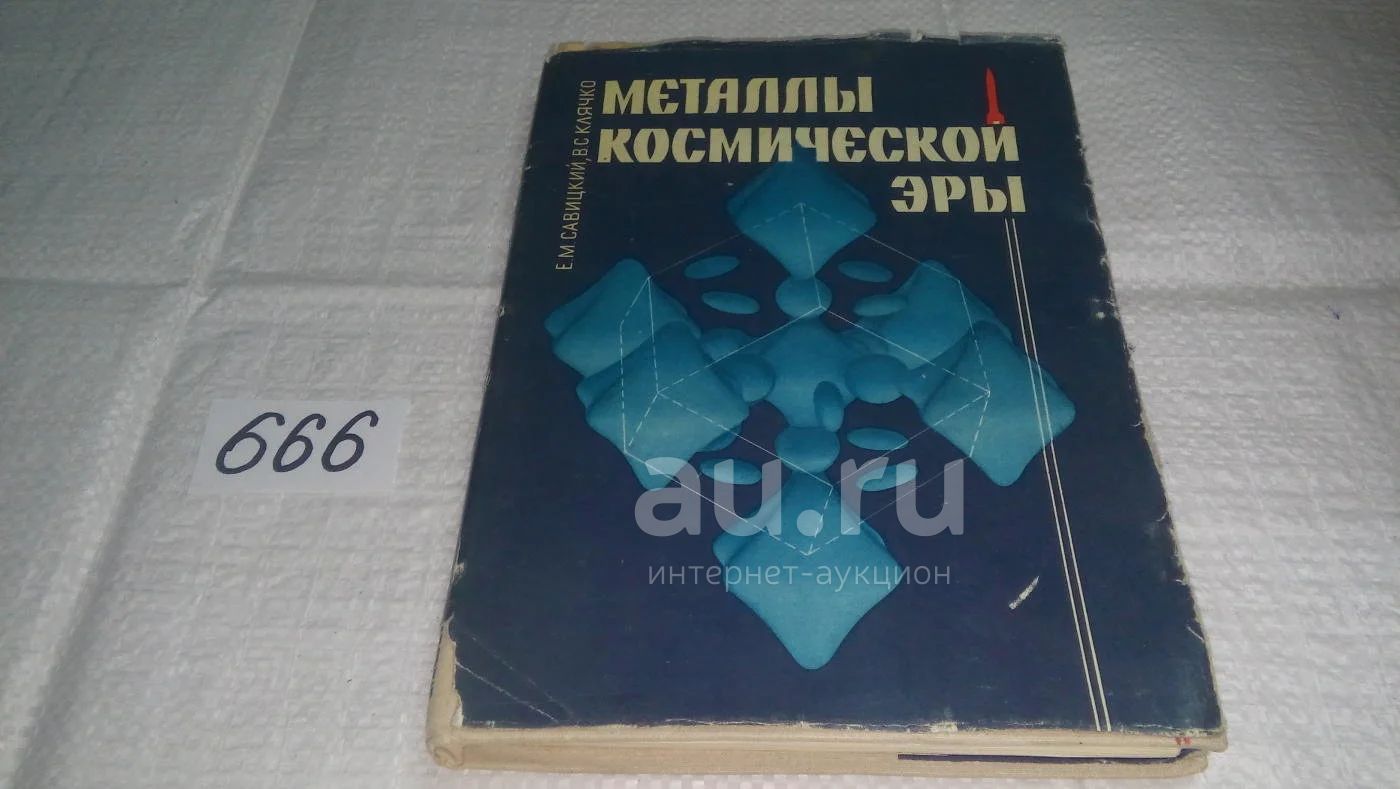 Е.М.САВИЦКИЙ, В.С.КЛЯЧКО
МЕТАЛЛЫ
КОСМИЧЕСКОЙ
ЭРЫ
666
au.ru
интернет-аукцион